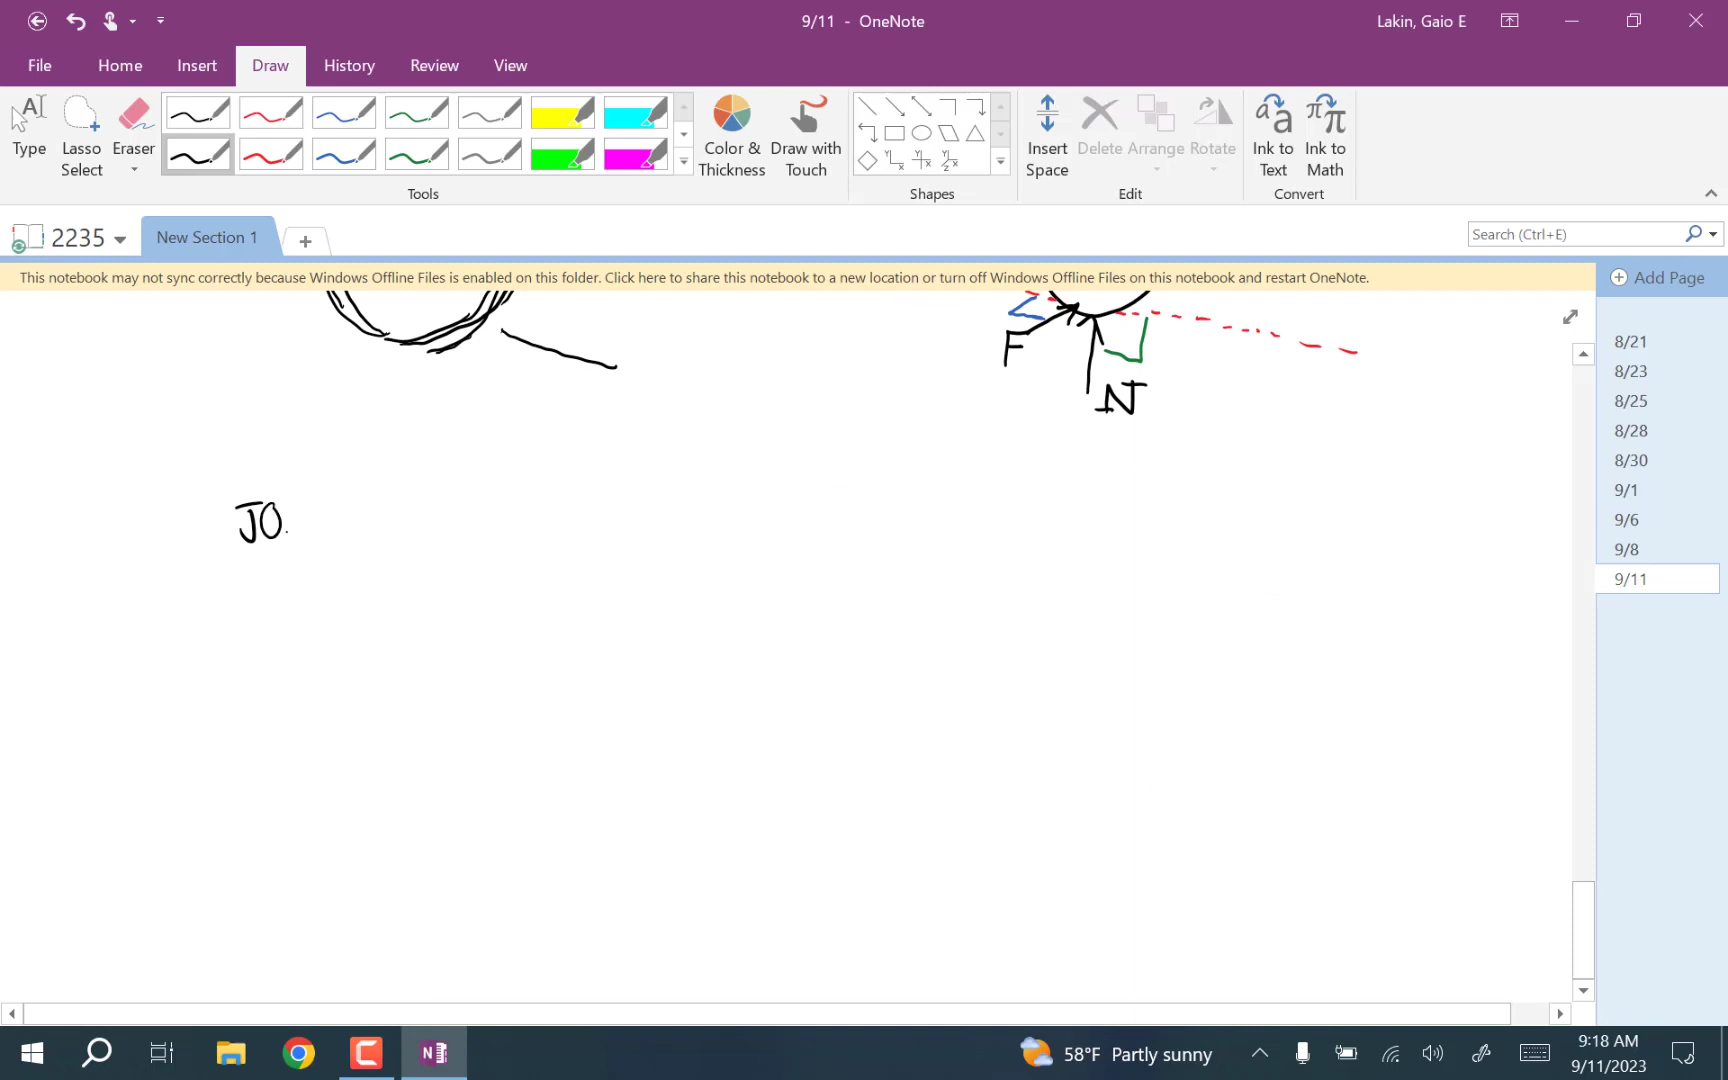 9/11 - OneNote
Lakin, Gaio E
File
Home
Insert
Draw
History
Review
View
Type
Lasso Select
Eraser
Color & Thickness
Draw with Touch
Tools
Shapes
Insert Space
Delete
Arrange
Rotate
Edit
Ink to Text
Ink to Math
Convert
2235
New Section 1
Search (Ctrl+E)
This notebook may not sync correctly because Windows Offline Files is enabled on this folder. Click here to share this notebook to a new location or turn off Windows Offline Files on this notebook and restart OneNote.
Add Page
8/21
8/23
8/25
8/28
8/30
9/1
9/6
9/8
9/11
F
N
JO.
58°F Partly sunny
9:18 AM
9/11/2023